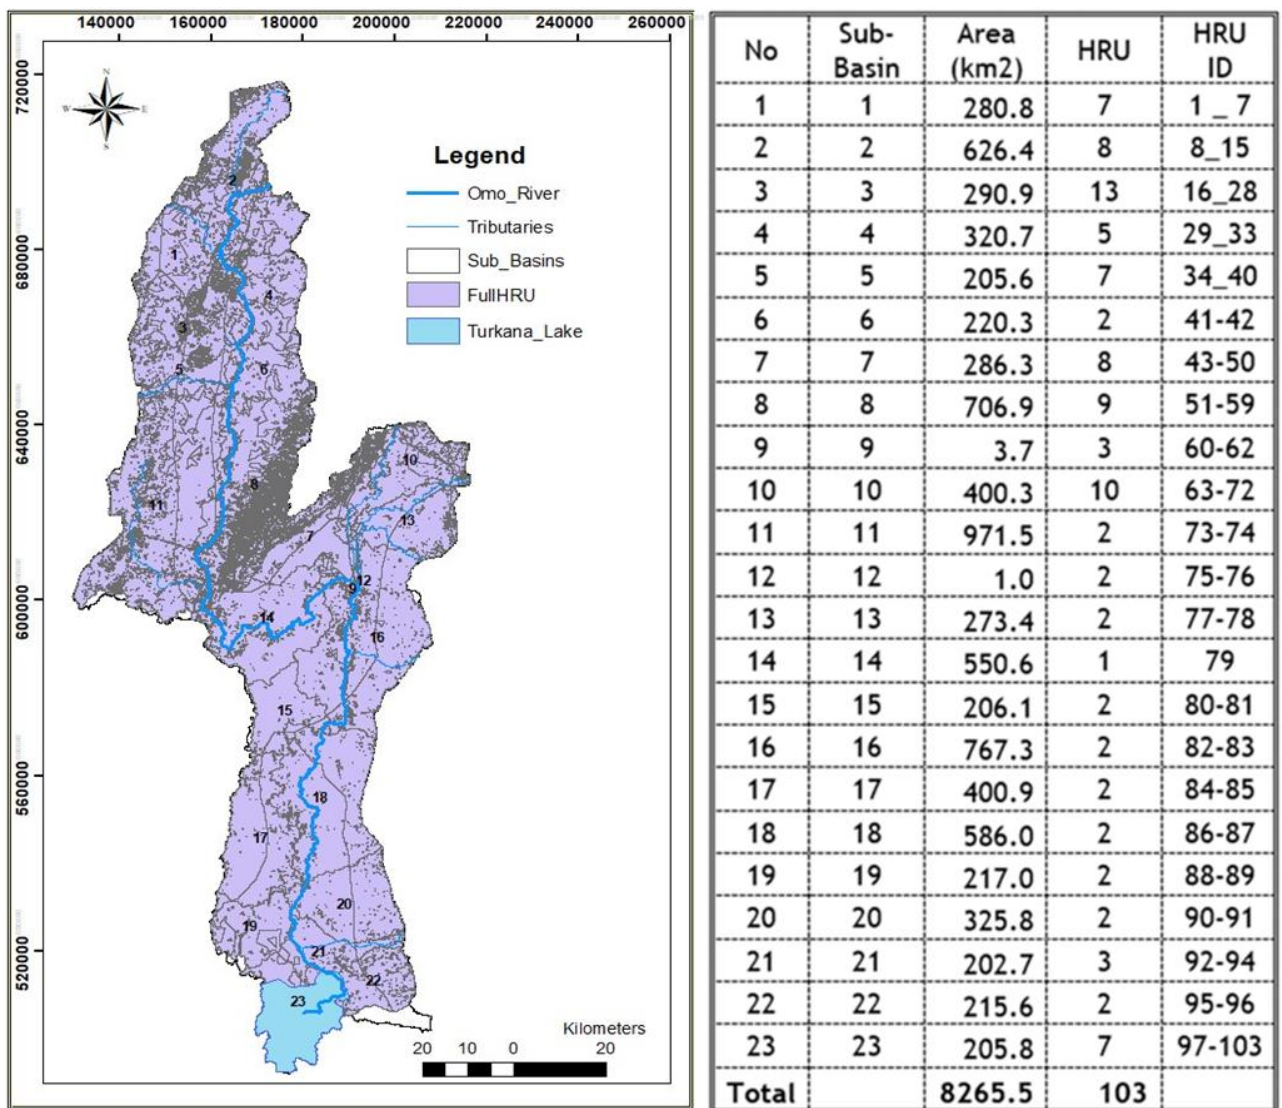 1400000 1600000 1800000 2000000 2200000 2400000 2600000
720000
680000
640000
600000
560000
520000
N
W E
S
Legend
Omo_River
Tributaries
Sub_Basins
FullHRU
Turkana_Lake
2
1
4
3
5
6
8
10
11
13
7
12
9
14
16
15
18
17
20
19
21
22
23
Kilometers
20 10 0 20
No Sub-Basin Area (km2) HRU HRU ID
1 1 280.8 7 1 _ 7
2 2 626.4 8 8_15
3 3 290.9 13 16_28
4 4 320.7 5 29_33
5 5 205.6 7 34_40
6 6 220.3 2 41-42
7 7 286.3 8 43-50
8 8 706.9 9 51-59
9 9 3.7 3 60-62
10 10 400.3 10 63-72
11 11 971.5 2 73-74
12 12 1.0 2 75-76
13 13 273.4 2 77-78
14 14 550.6 1 79
15 15 206.1 2 80-81
16 16 767.3 2 82-83
17 17 400.9 2 84-85
18 18 586.0 2 86-87
19 19 217.0 2 88-89
20 20 325.8 2 90-91
21 21 202.7 3 92-94
22 22 215.6 2 95-96
23 23 205.8 7 97-103
Total 8265.5 103